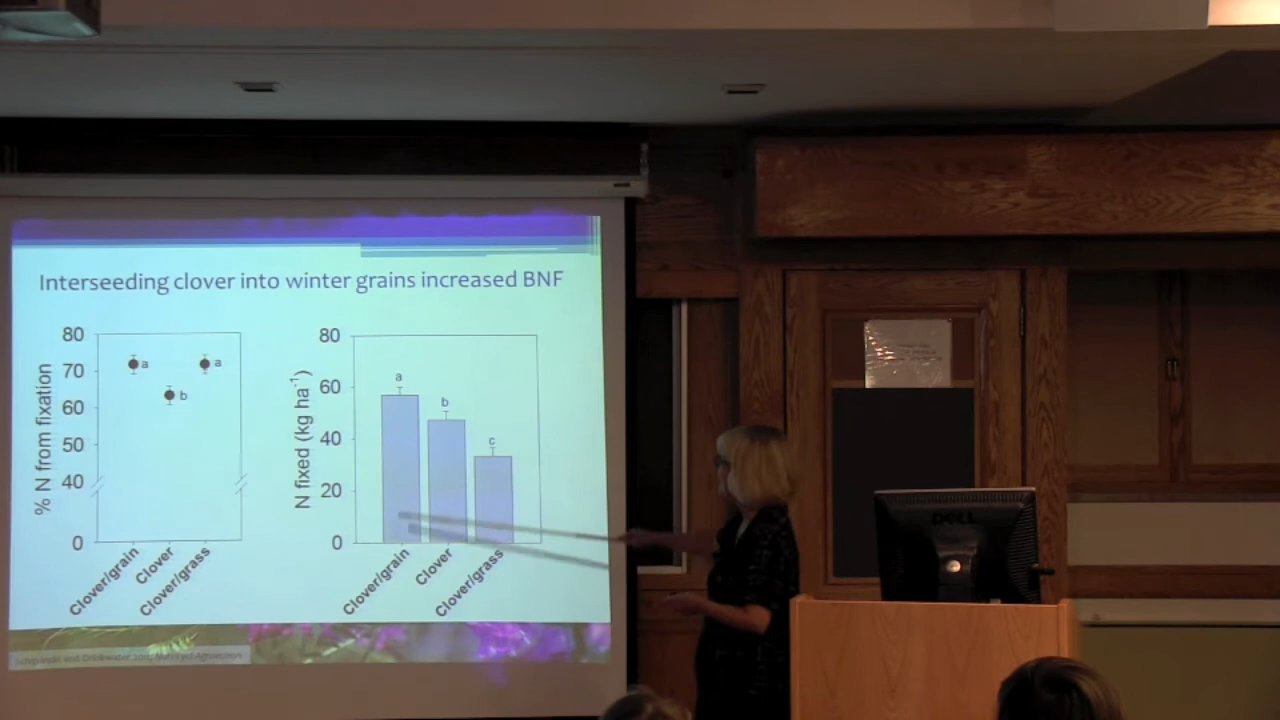 Interseeding clover into winter grains increased BNF
80
70
60
50
40
0
% N from fixation
a
b
a
Clover/grain
Clover
Clover/grass
80
60
40
20
0
N fixed (kg ha⁻¹)
a
b
c
Clover/grain
Clover
Clover/grass
DELL